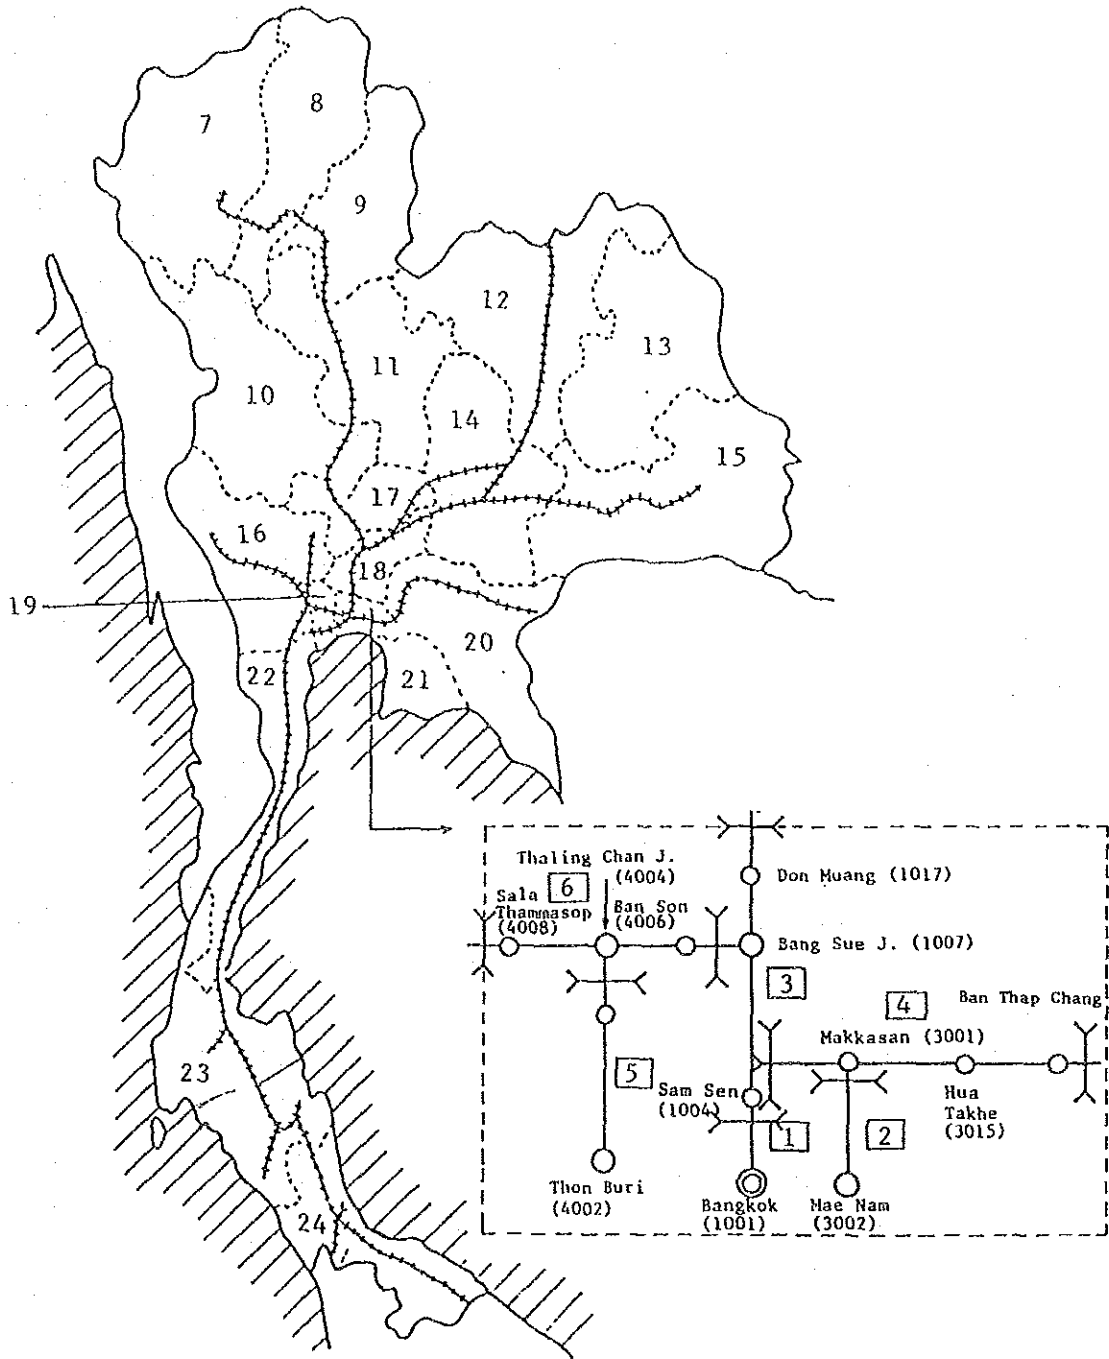 7
8
9
12
13
11
10
14
15
17
16
18
19
20
22
21
23
24
Thaling Chan J.
(4004)
6
Sala
Thammasop
(4008)
Ban Son
(4006)
Don Muang (1017)
Bang Sue J. (1007)
3
4
Ban Thap Chang
Makkasan (3001)
5
Sam Sen
(1004)
Hua
Takhe
(3015)
1
2
Thon Buri
(4002)
Bangkok
(1001)
Mae Nam
(3002)